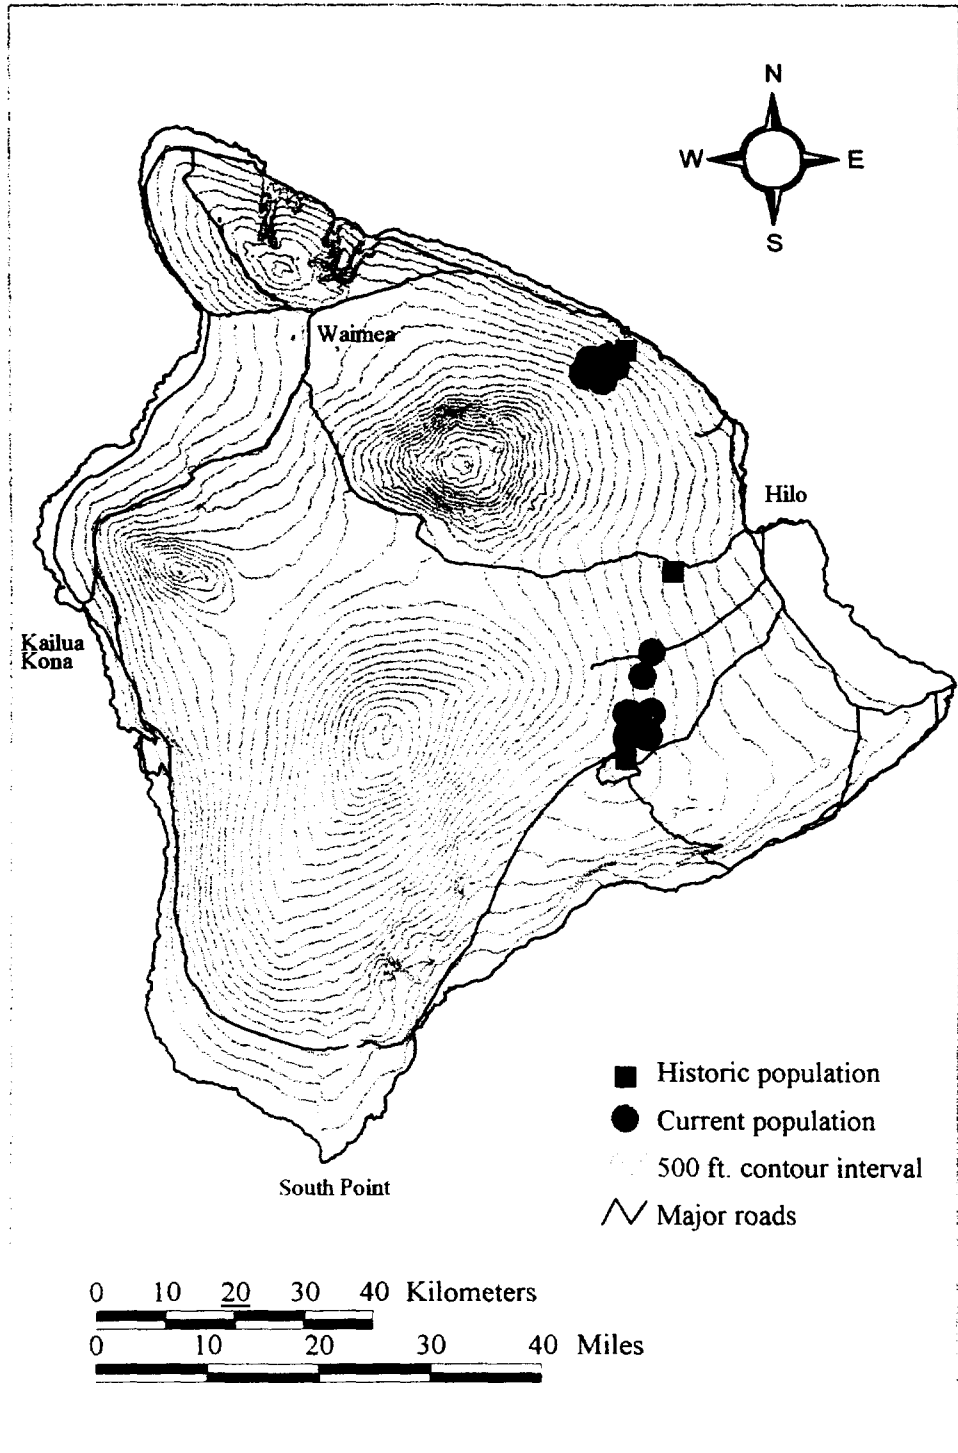 N
W E
S
Waimea
Hilo
Kailua
Kona
Historic population
Current population
500 ft. contour interval
Major roads
South Point
0 10 20 30 40 Kilometers
0 10 20 30 40 Miles